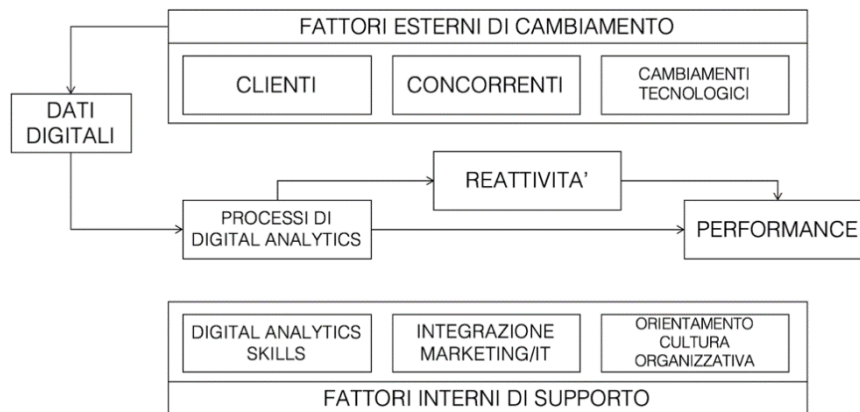 FATTORI ESTERNI DI CAMBIAMENTO
CLIENTI
CONCORRENTI
CAMBIAMENTI
TECNOLOGICI
DATI
DIGITALI
REATTIVITA’
PROCESSI DI
DIGITAL ANALYTICS
PERFORMANCE
DIGITAL ANALYTICS
SKILLS
INTEGRAZIONE
MARKETING/IT
ORIENTAMENTO
CULTURA
ORGANIZZATIVA
FATTORI INTERNI DI SUPPORTO